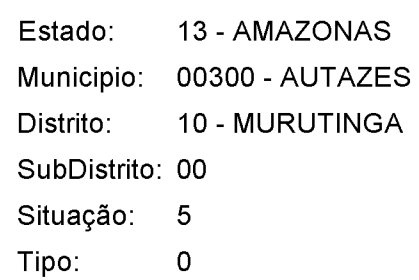 Estado: 13 - AMAZONAS
Municipio: 00300 - AUTAZES
Distrito: 10 - MURUTINGA
SubDistrito: 00
Situação: 5
Tipo: 0